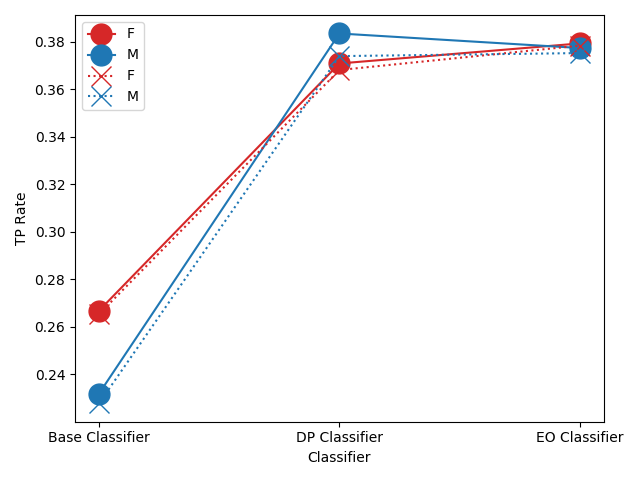 F
M
F
M
0.38
0.36
0.34
0.32
0.30
0.28
0.26
0.24
TP Rate
Base Classifier
DP Classifier
EO Classifier
Classifier